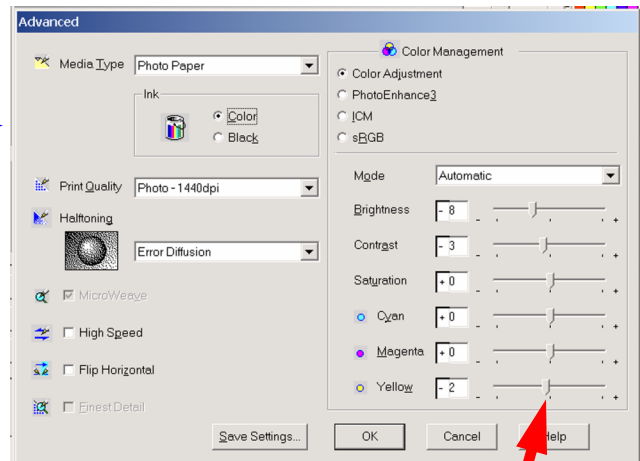 Advanced
Media Type Photo Paper
Ink
Color
Black
Print Quality Photo - 1440dpi
Halftoning
Error Diffusion
MicroWeave
High Speed
Flip Horizontal
Finest Detail
Color Management
Color Adjustment
PhotoEnhance3
ICM
sRGB
Mode Automatic
Brightness - 8 - +
Contrast - 3 - +
Saturation + 0 - +
Cyan + 0 - +
Magenta + 0 - +
Yellow - 2 - +
Save Settings... OK Cancel Help